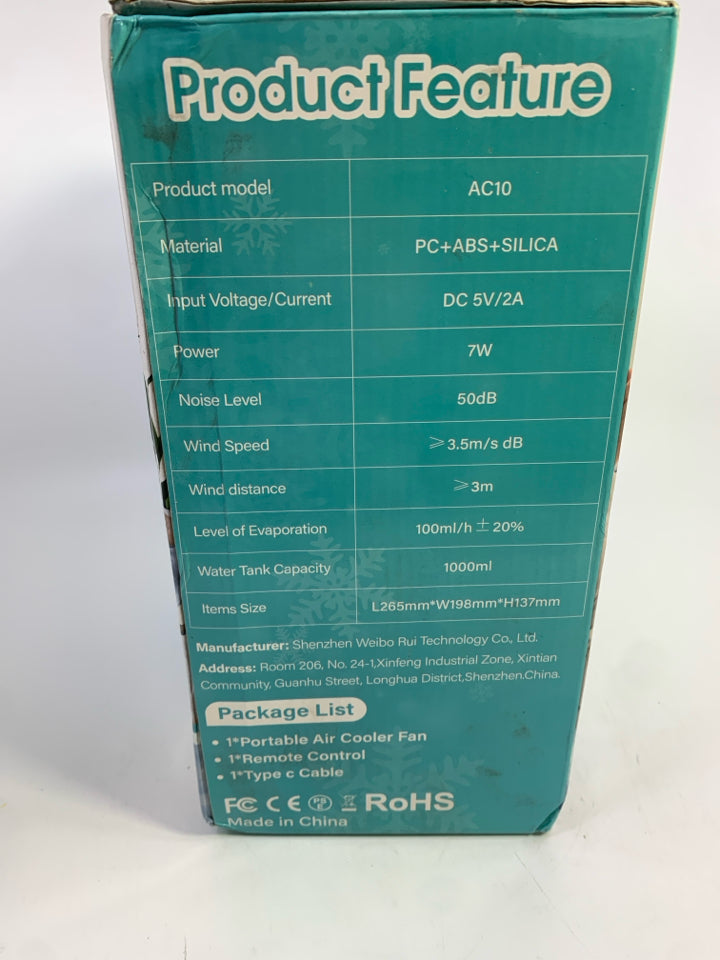 Product Feature
Product model AC10
Material PC+ABS+SILICA
Input Voltage/Current DC 5V/2A
Power 7W
Noise Level 50dB
Wind Speed ⩾3.5m/s dB
Wind distance ⩾3m
Level of Evaporation 100ml/h±20%
Water Tank Capacity 1000ml
Items Size L265mm*W198mm*H137mm
Manufacturer: Shenzhen Weibo Rui Technology Co., Ltd.
Address: Room 206, No. 24-1,Xinfeng Industrial Zone, Xintian
Community, Guanhu Street, Longhua District,Shenzhen.China.
Package List
• 1*Portable Air Cooler Fan
• 1*Remote Control
• 1*Type c Cable
FC CE PSE RoHS
Made in China